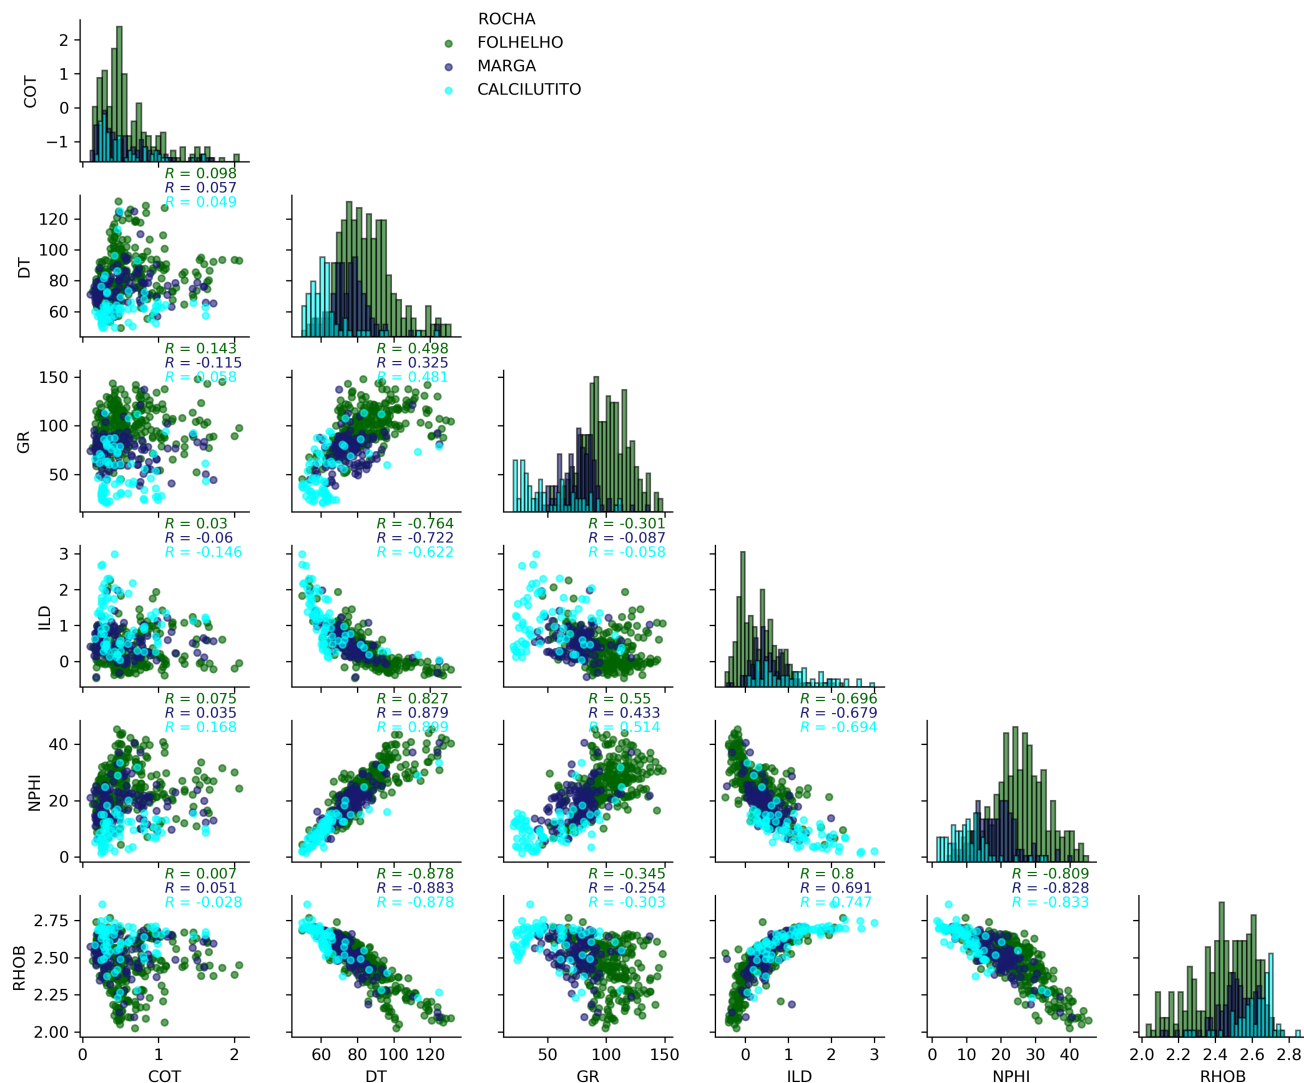 ROCHA
FOLHELHO
MARGA
CALCILUTITO
COT
2
1
0
−1
R = 0.098
R = 0.057
R = 0.049
DT
120
100
80
60
R = 0.143
R = -0.115
R = 0.058
R = 0.498
R = 0.325
R = 0.481
GR
150
100
50
R = 0.03
R = -0.06
R = -0.146
R = -0.764
R = -0.722
R = -0.622
R = -0.301
R = -0.087
R = -0.058
ILD
3
2
1
0
R = 0.075
R = 0.035
R = 0.168
R = 0.827
R = 0.879
R = 0.899
R = 0.55
R = 0.433
R = 0.514
R = -0.696
R = -0.679
R = -0.694
NPHI
40
20
0
R = 0.007
R = 0.051
R = -0.028
R = -0.878
R = -0.883
R = -0.878
R = -0.345
R = -0.254
R = -0.303
R = 0.8
R = 0.691
R = 0.747
R = -0.809
R = -0.828
R = -0.833
RHOB
2.75
2.50
2.25
2.00
0 1 2
60 80 100 120
50 100 150
0 1 2 3
0 10 20 30 40
2.0 2.2 2.4 2.6 2.8
COT
DT
GR
ILD
NPHI
RHOB